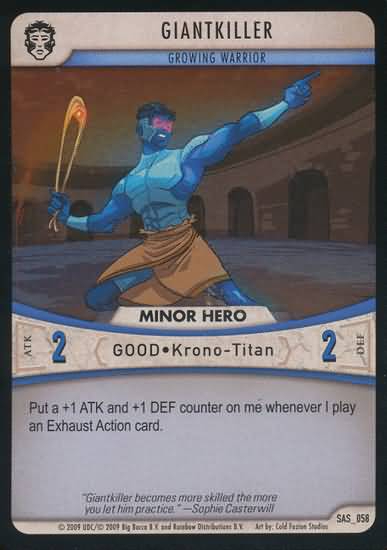 GIANTKILLER
GROWING WARRIOR
MINOR HERO
ATK
2
GOOD•Krono-Titan
2
DEF
Put a +1 ATK and +1 DEF counter on me whenever I play
an Exhaust Action card.
"Giantkiller becomes more skilled the more
you let him practice." —Sophie Casterwill
SAS_058
© 2009 UDC/© 2009 Big Bocca B.V. and Rainbow Distributions B.V. Art by: Cold Fusion Studios